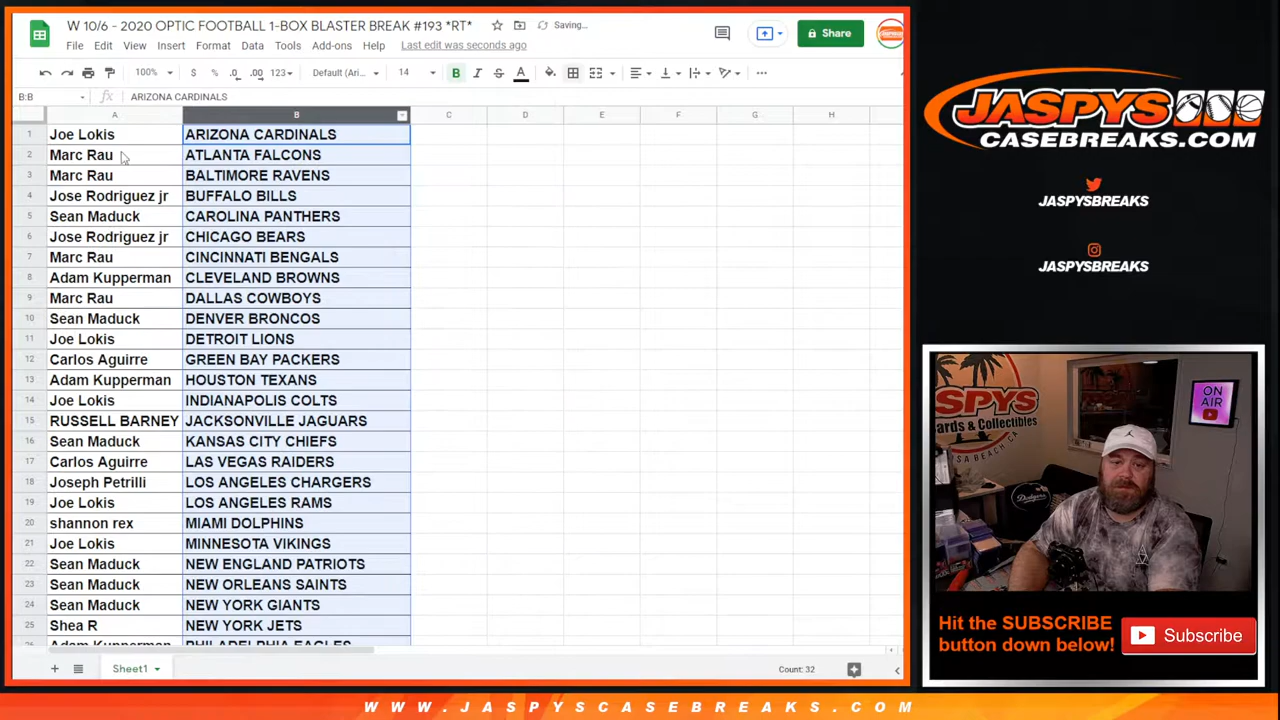 W 10/6 - 2020 OPTIC FOOTBALL 1-BOX BLASTER BREAK #193 *RT*
Saving...
File Edit View Insert Format Data Tools Add-ons Help Last edit was seconds ago
Share
100% $ % .0 .00 123 Default (Ari... 14 B I S A
B:B fx ARIZONA CARDINALS
A B C D E F G H
1 Joe Lokis ARIZONA CARDINALS
2 Marc Rau ATLANTA FALCONS
3 Marc Rau BALTIMORE RAVENS
4 Jose Rodriguez jr BUFFALO BILLS
5 Sean Maduck CAROLINA PANTHERS
6 Jose Rodriguez jr CHICAGO BEARS
7 Marc Rau CINCINNATI BENGALS
8 Adam Kupperman CLEVELAND BROWNS
9 Marc Rau DALLAS COWBOYS
10 Sean Maduck DENVER BRONCOS
11 Joe Lokis DETROIT LIONS
12 Carlos Aguirre GREEN BAY PACKERS
13 Adam Kupperman HOUSTON TEXANS
14 Joe Lokis INDIANAPOLIS COLTS
15 RUSSELL BARNEY JACKSONVILLE JAGUARS
16 Sean Maduck KANSAS CITY CHIEFS
17 Carlos Aguirre LAS VEGAS RAIDERS
18 Joseph Petrilli LOS ANGELES CHARGERS
19 Joe Lokis LOS ANGELES RAMS
20 shannon rex MIAMI DOLPHINS
21 Joe Lokis MINNESOTA VIKINGS
22 Sean Maduck NEW ENGLAND PATRIOTS
23 Sean Maduck NEW ORLEANS SAINTS
24 Sean Maduck NEW YORK GIANTS
25 Shea R NEW YORK JETS
26 Adam Kupperman PHILADELPHIA EAGLES
Sheet1
Count: 32
JASPYS
CASEBREAKS.COM
JASPYSBREAKS
JASPYSBREAKS
ON
AIR
Dodgers
Hit the SUBSCRIBE
button down below!
Subscribe
WWW.JASPYSCASEBREAKS.COM